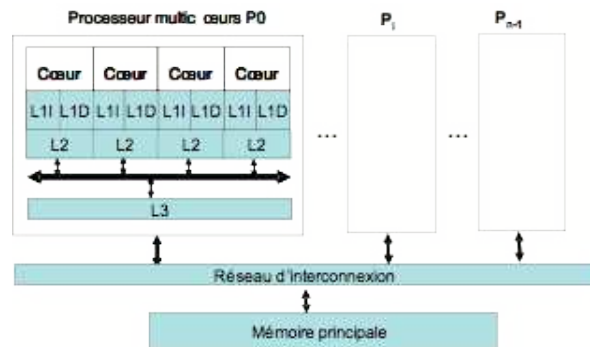 Processeur multic œurs P0
Pi
Pn-1
Cœur Cœur Cœur Cœur
L1I L1D L1I L1D L1I L1D L1I L1D
L2 L2 L2 L2
... ...
L3
Réseau d'interconnexion
Mémoire principale